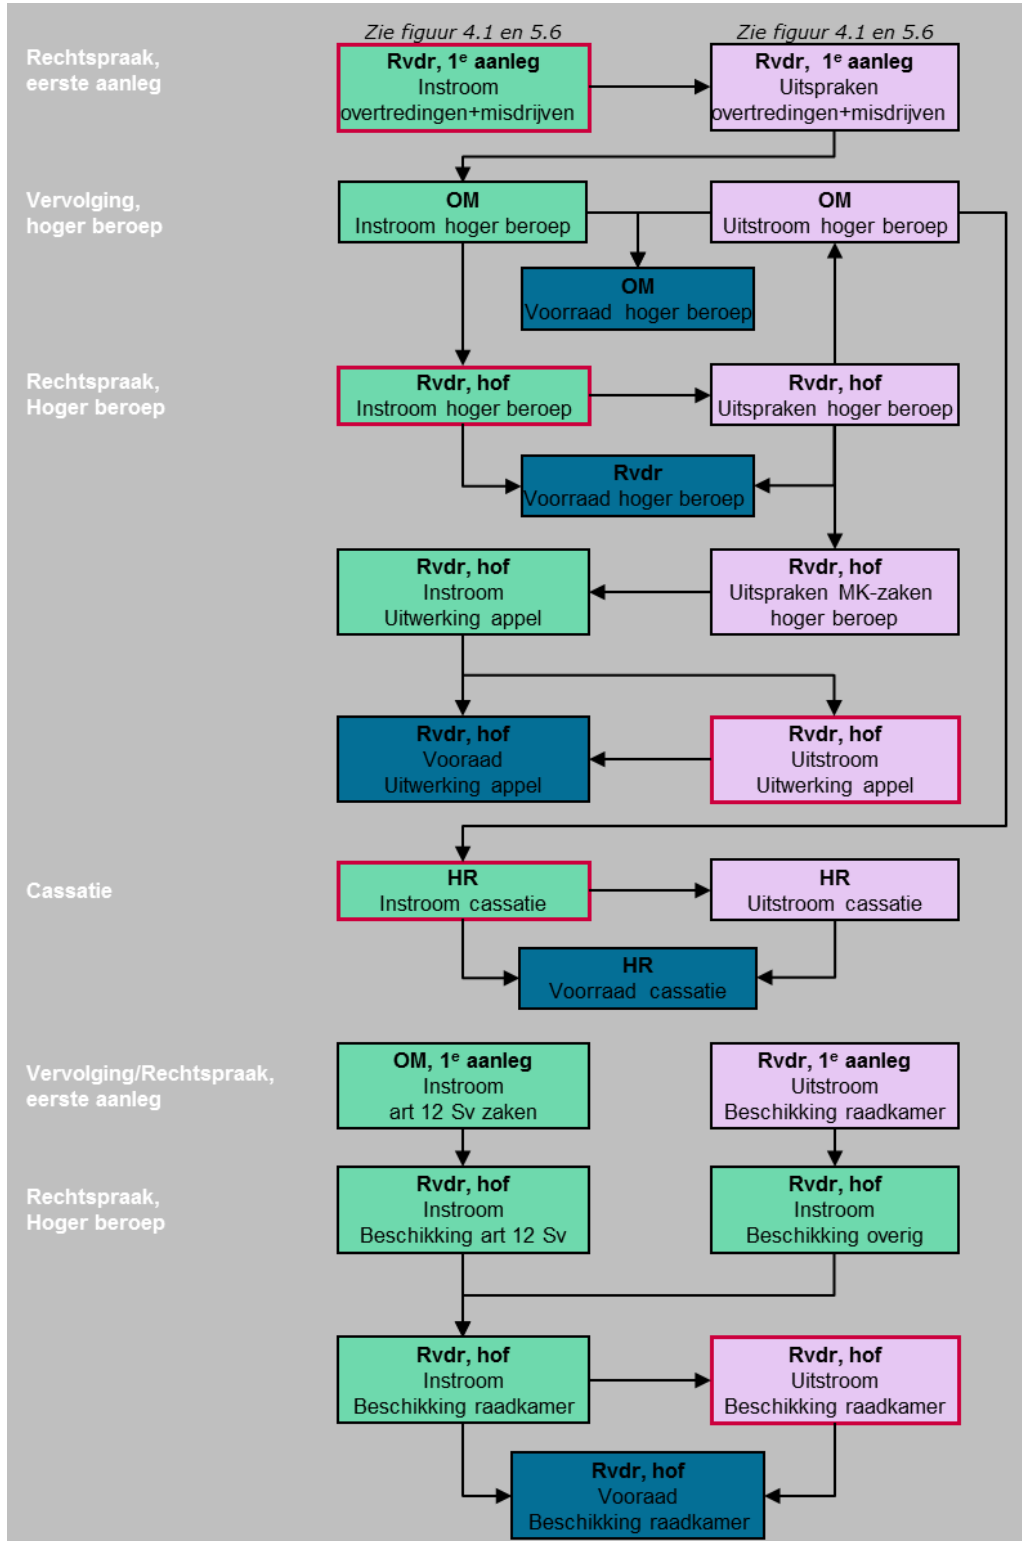 Zie figuur 4.1 en 5.6
Zie figuur 4.1 en 5.6
Rechtspraak,
eerste aanleg
Rvdr, 1e aanleg
Instroom
overtredingen+misdrijven
Rvdr, 1e aanleg
Uitspraken
overtredingen+misdrijven
Vervolging,
hoger beroep
OM
Instroom hoger beroep
OM
Uitstroom hoger beroep
OM
Voorraad hoger beroep
Rechtspraak,
Hoger beroep
Rvdr, hof
Instroom hoger beroep
Rvdr, hof
Uitspraken hoger beroep
Rvdr
Voorraad hoger beroep
Rvdr, hof
Instroom
Uitwerking appel
Rvdr, hof
Uitspraken MK-zaken
hoger beroep
Rvdr, hof
Vooraad
Uitwerking appel
Rvdr, hof
Uitstroom
Uitwerking appel
Cassatie
HR
Instroom cassatie
HR
Uitstroom cassatie
HR
Voorraad cassatie
Vervolging/Rechtspraak,
eerste aanleg
OM, 1e aanleg
Instroom
art 12 Sv zaken
Rvdr, 1e aanleg
Uitstroom
Beschikking raadkamer
Rechtspraak,
Hoger beroep
Rvdr, hof
Instroom
Beschikking art 12 Sv
Rvdr, hof
Instroom
Beschikking overig
Rvdr, hof
Instroom
Beschikking raadkamer
Rvdr, hof
Uitstroom
Beschikking raadkamer
Rvdr, hof
Vooraad
Beschikking raadkamer